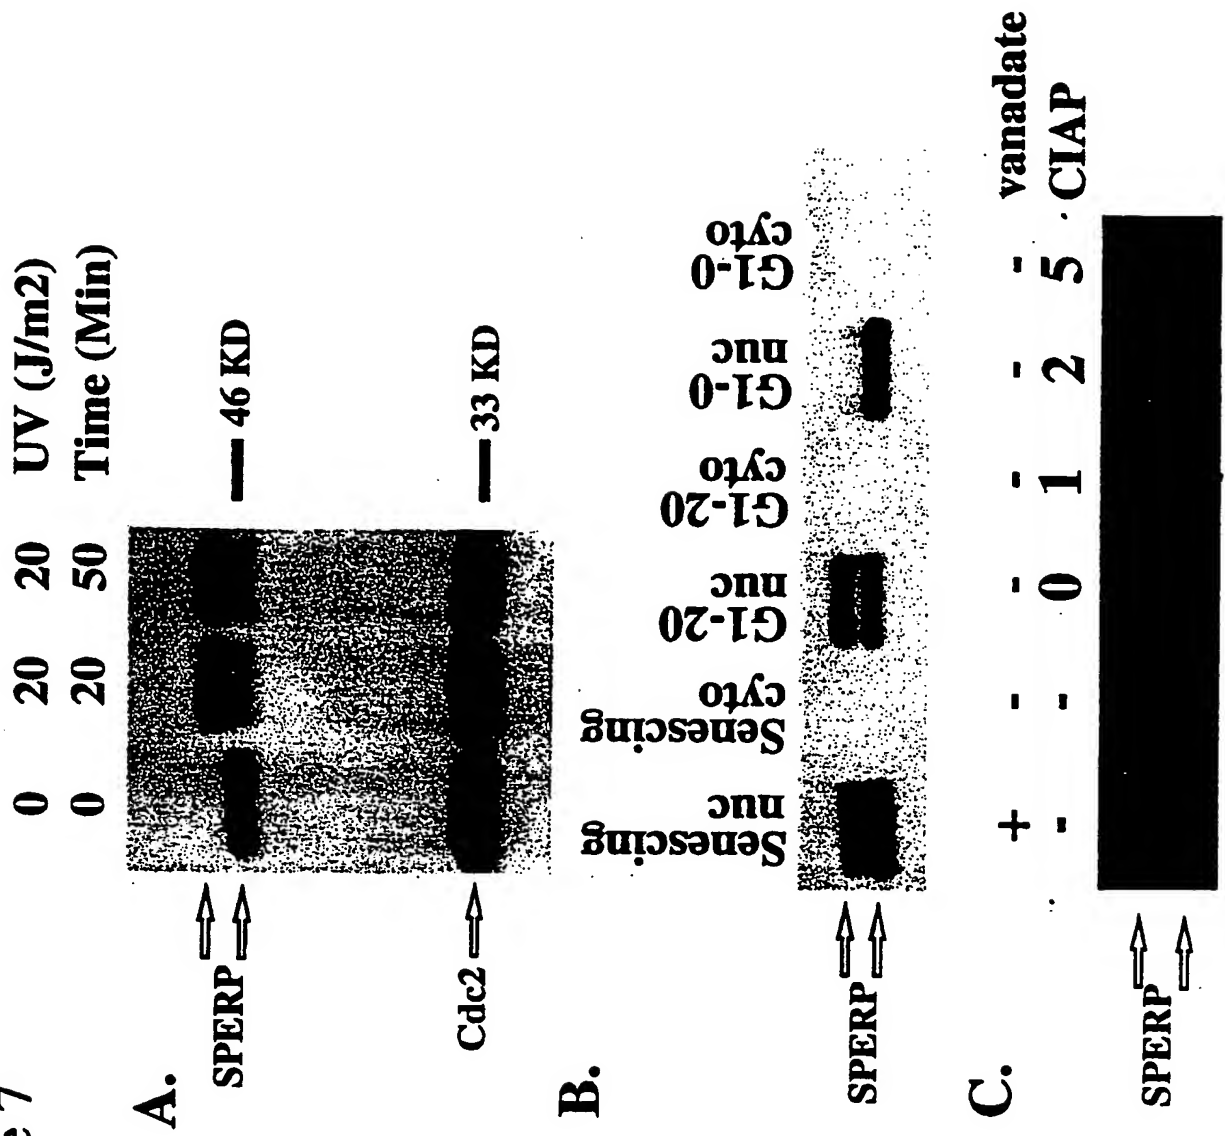 e 7
0 20 20 UV (J/m2)
0 20 50 Time (Min)
A.
SPERP
46 KD
Cdc2
33 KD
B.
Senescing nuc
Senescing cyto
G1-20 nuc
G1-20 cyto
G1-0 nuc
G1-0 cyto
SPERP
C.
+ - - - - - vanadate
- - 0 1 2 5 CIAP
SPERP